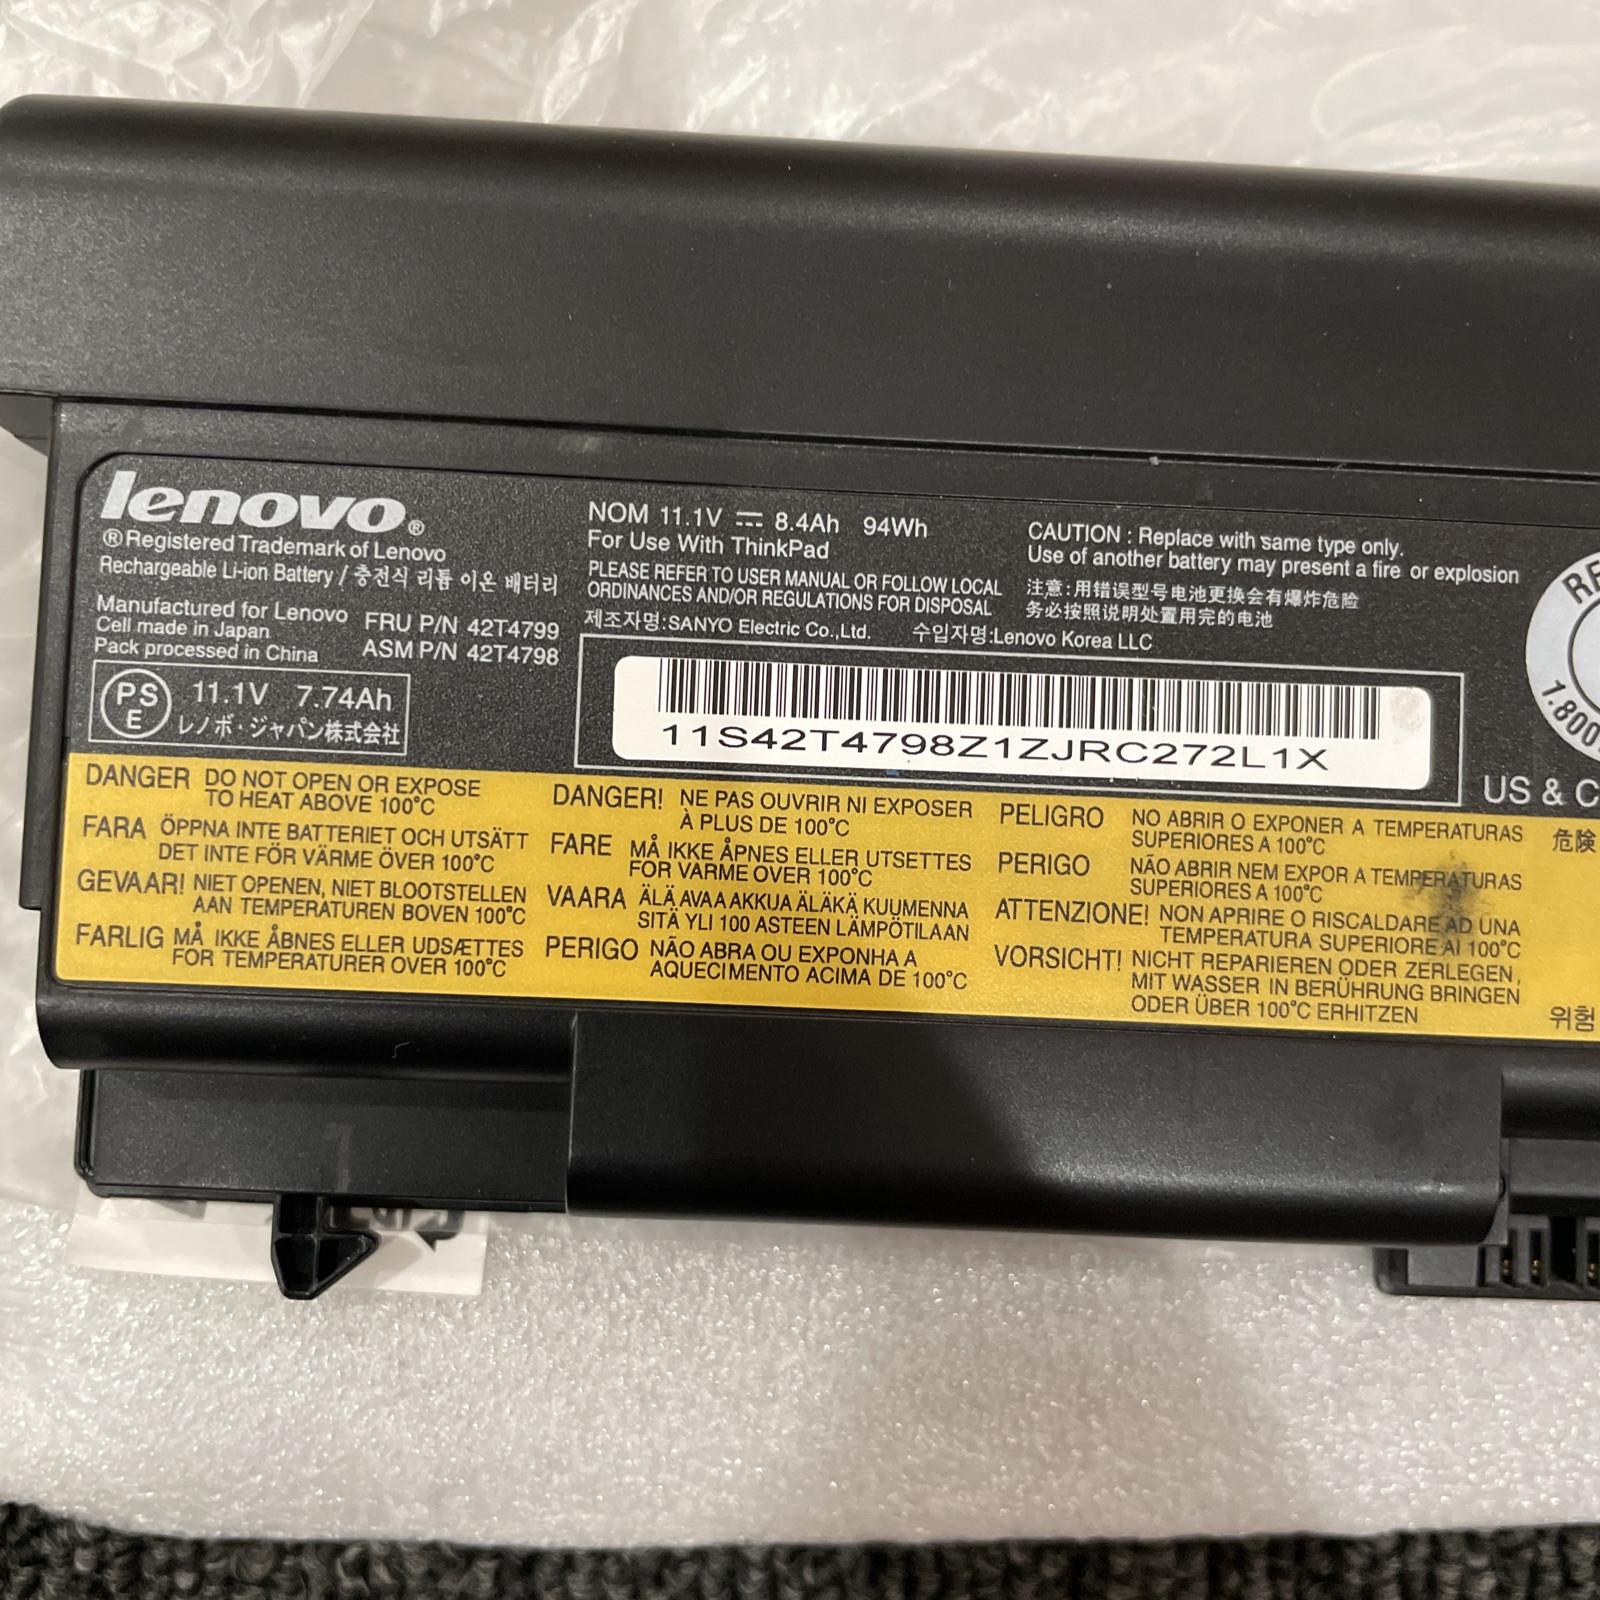 lenovo®
®Registered Trademark of Lenovo
Rechargeable Li-ion Battery / 충전식 리튬 이온 배터리
Manufactured for Lenovo
Cell made in Japan
Pack processed in China
FRU P/N 42T4799
ASM P/N 42T4798
PS
E
11.1V 7.74Ah
レノボ・ジャパン株式会社
NOM 11.1V ⎓ 8.4Ah 94Wh
For Use With ThinkPad
PLEASE REFER TO USER MANUAL OR FOLLOW LOCAL
ORDINANCES AND/OR REGULATIONS FOR DISPOSAL
제조자명:SANYO Electric Co.,Ltd. 수입자명:Lenovo Korea LLC
CAUTION : Replace with same type only.
Use of another battery may present a fire or explosion
注意:用错误型号电池更换会有爆炸危险
务必按照说明处置用完的电池
11S42T4798Z1ZJRC272L1X
1.800
US & C
DANGER DO NOT OPEN OR EXPOSE
TO HEAT ABOVE 100°C
FARA ÖPPNA INTE BATTERIET OCH UTSÄTT
DET INTE FÖR VÄRME ÖVER 100°C
GEVAAR! NIET OPENEN, NIET BLOOTSTELLEN
AAN TEMPERATUREN BOVEN 100°C
FARLIG MÅ IKKE ÅBNES ELLER UDSÆTTES
FOR TEMPERATURER OVER 100°C
DANGER! NE PAS OUVRIR NI EXPOSER
À PLUS DE 100°C
FARE MÅ IKKE ÅPNES ELLER UTSETTES
FOR VARME OVER 100°C
VAARA ÄLÄ AVAA AKKUA ÄLÄKÄ KUUMENNA
SITÄ YLI 100 ASTEEN LÄMPÖTILAAN
PERIGO NÃO ABRA OU EXPONHA A
AQUECIMENTO ACIMA DE 100°C
PELIGRO NO ABRIR O EXPONER A TEMPERATURAS
SUPERIORES A 100°C
PERIGO NÃO ABRIR NEM EXPOR A TEMPERATURAS
SUPERIORES A 100°C
ATTENZIONE! NON APRIRE O RISCALDARE AD UNA
TEMPERATURA SUPERIORE AI 100°C
VORSICHT! NICHT REPARIEREN ODER ZERLEGEN,
MIT WASSER IN BERÜHRUNG BRINGEN
ODER ÜBER 100°C ERHITZEN
危険
위험